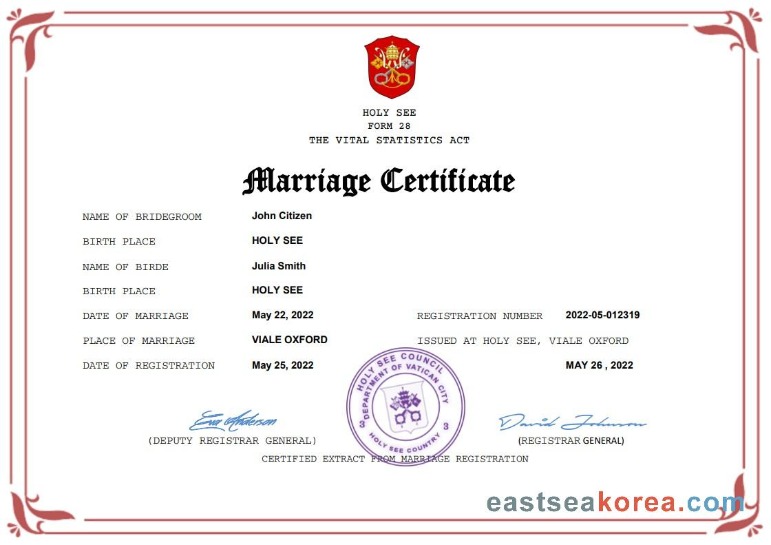 HOLY SEE
FORM 28
THE VITAL STATISTICS ACT
Marriage Certificate
NAME OF BRIDEGROOM John Citizen
BIRTH PLACE HOLY SEE
NAME OF BIRDE Julia Smith
BIRTH PLACE HOLY SEE
DATE OF MARRIAGE May 22, 2022 REGISTRATION NUMBER 2022-05-012319
PLACE OF MARRIAGE VIALE OXFORD ISSUED AT HOLY SEE, VIALE OXFORD
DATE OF REGISTRATION May 25, 2022 MAY 26 , 2022
HOLY SEE COUNCIL
DEPARTMENT OF VATICAN CITY
3 3
HOLY SEE COUNTRY
Eva Anderson David Johnson
(DEPUTY REGISTRAR GENERAL) (REGISTRAR GENERAL)
CERTIFIED EXTRACT FROM MARRIAGE REGISTRATION
eastseakorea.com